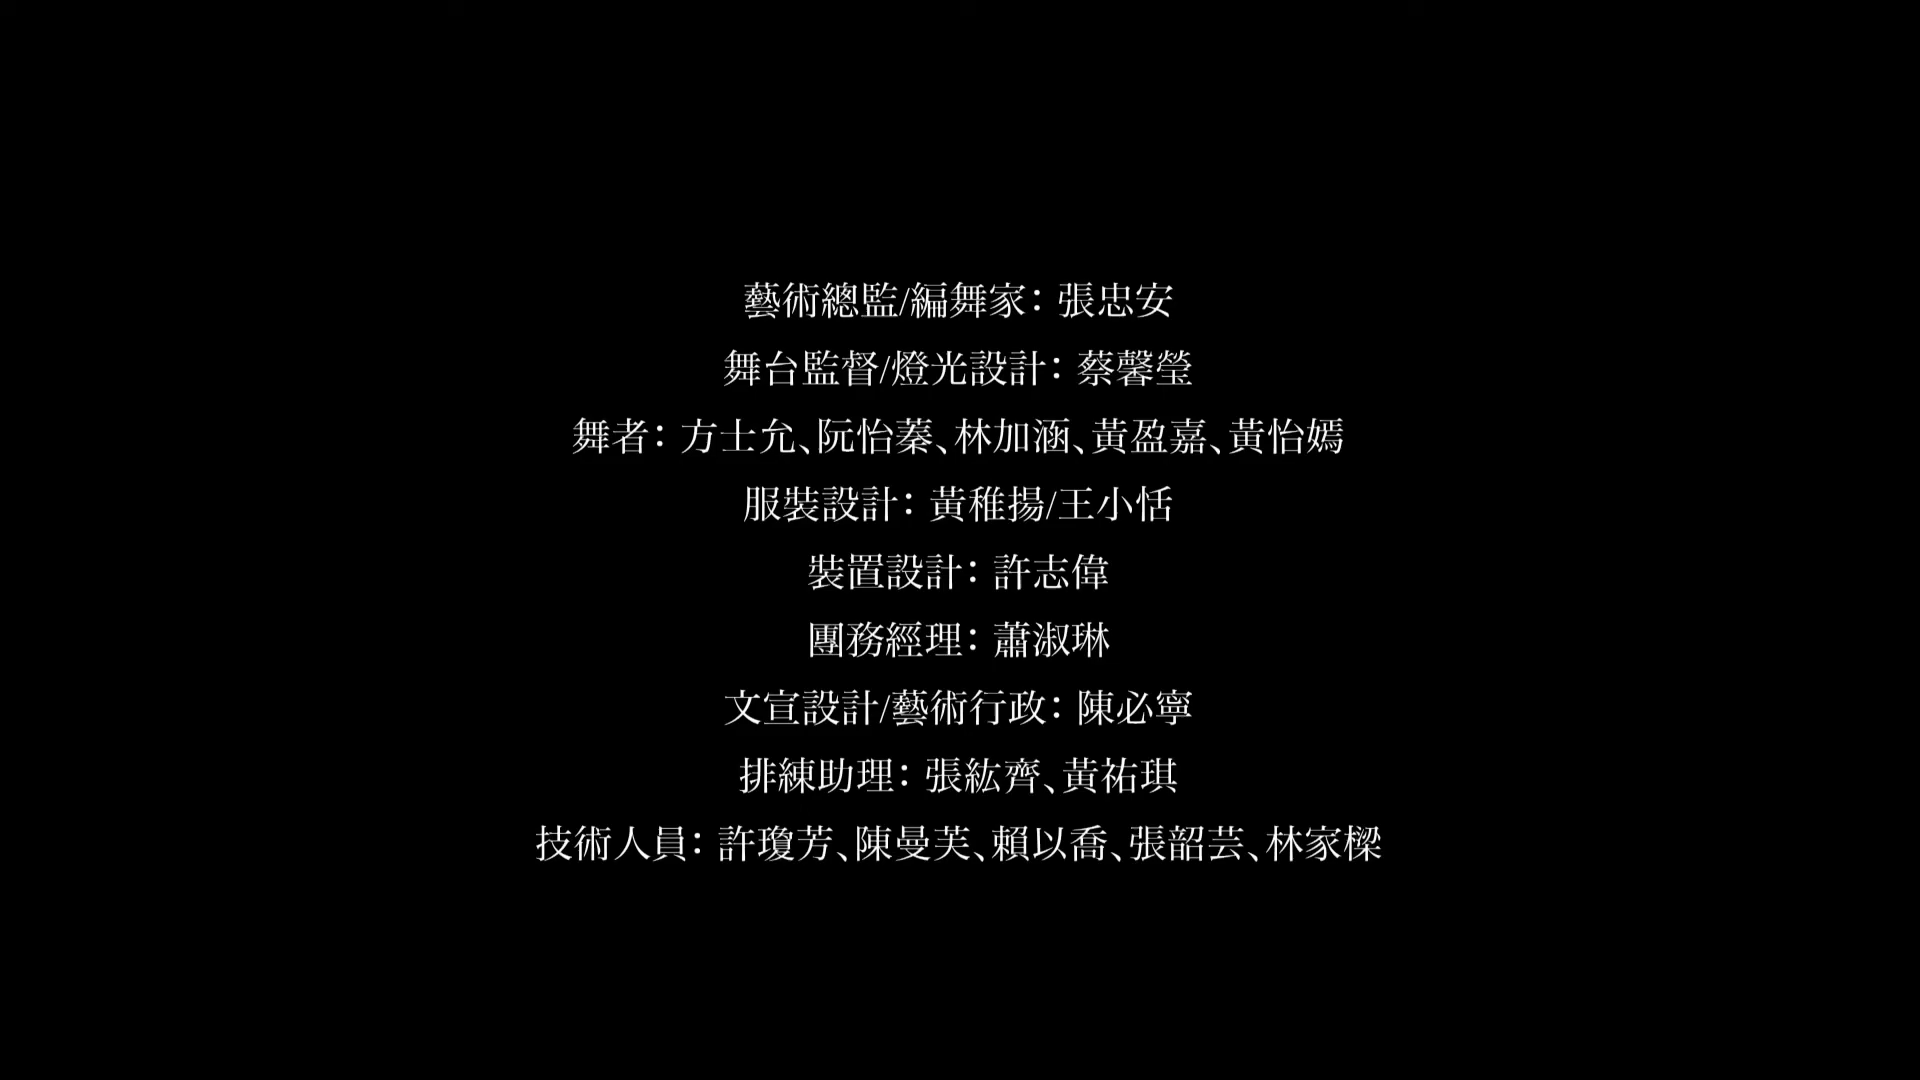 藝術總監/編舞家：張忠安
舞台監督/燈光設計：蔡馨瑩
舞者：方士允、阮怡蓁、林加涵、黃盈嘉、黃怡嫣
服裝設計：黃稚揚/王小恬
裝置設計：許志偉
團務經理：蕭淑琳
文宣設計/藝術行政：陳必寧
排練助理：張紘齊、黃祐琪
技術人員：許瓊芳、陳曼芙、賴以喬、張韶芸、林家樑